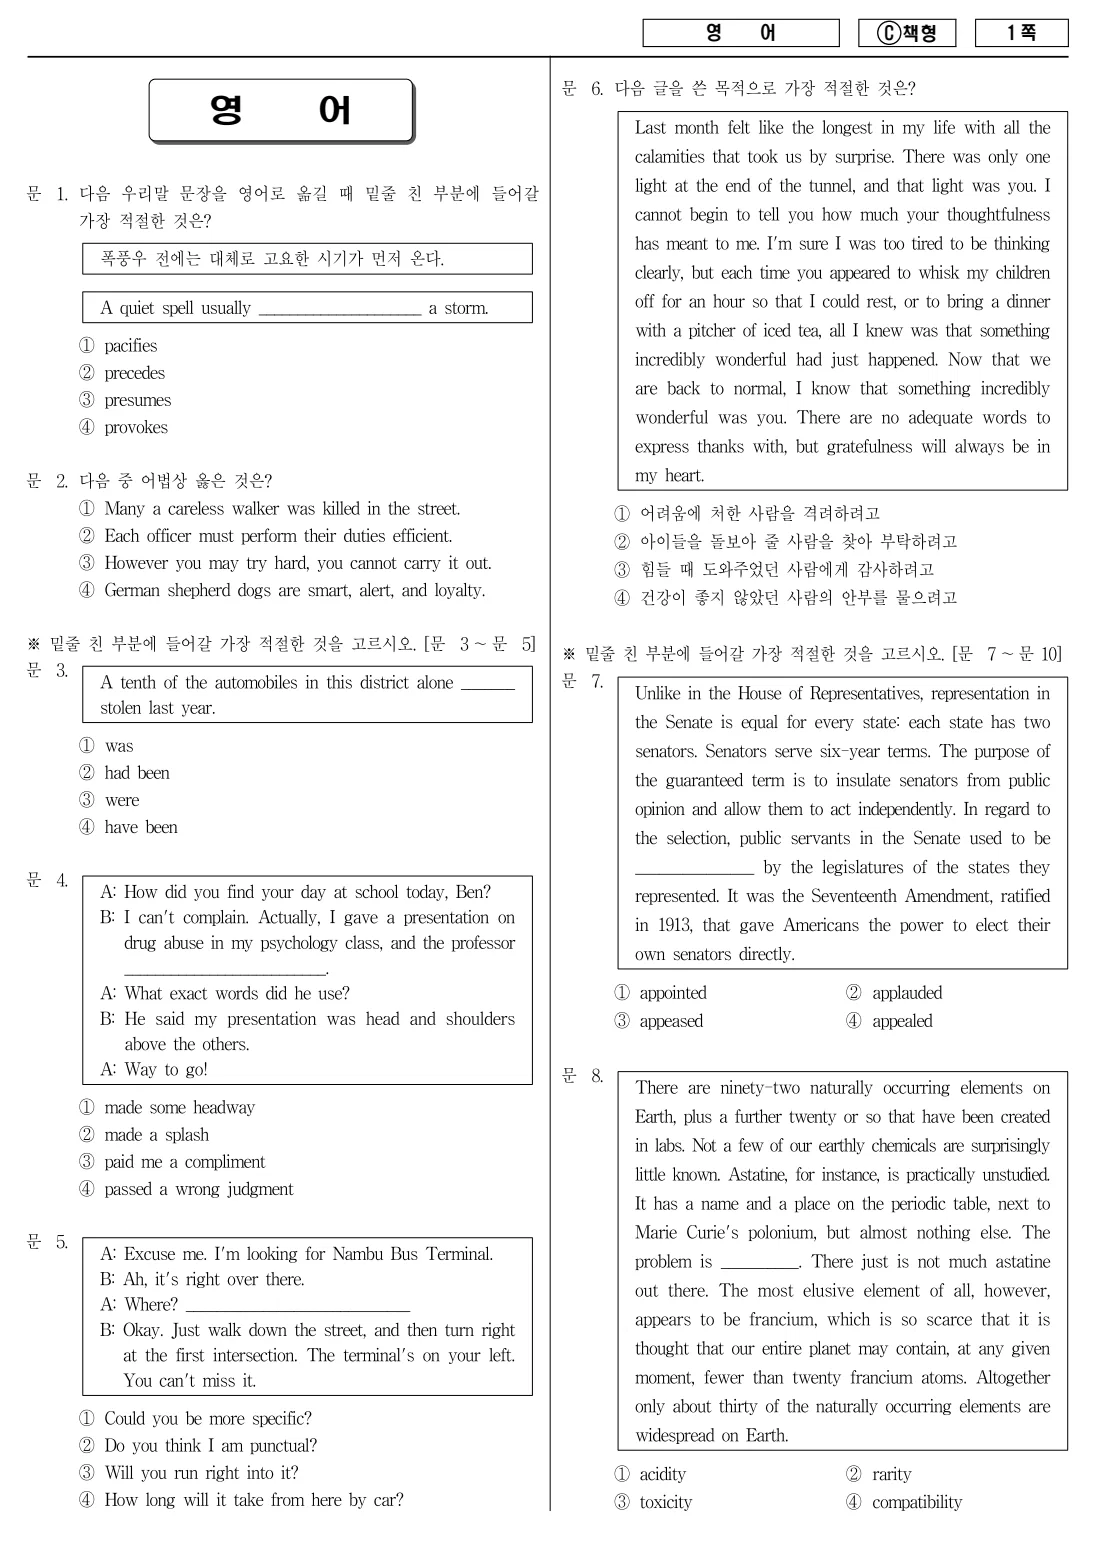 영 어
Ⓒ책형
1쪽
영 어
문 1. 다음 우리말 문장을 영어로 옮길 때 밑줄 친 부분에 들어갈
가장 적절한 것은?
폭풍우 전에는 대체로 고요한 시기가 먼저 온다.
A quiet spell usually ____________________ a storm.
① pacifies
② precedes
③ presumes
④ provokes
문 2. 다음 중 어법상 옳은 것은?
① Many a careless walker was killed in the street.
② Each officer must perform their duties efficient.
③ However you may try hard, you cannot carry it out.
④ German shepherd dogs are smart, alert, and loyalty.
※ 밑줄 친 부분에 들어갈 가장 적절한 것을 고르시오. [문 3 ~ 문 5]
문 3.
A tenth of the automobiles in this district alone ______
stolen last year.
① was
② had been
③ were
④ have been
문 4.
A: How did you find your day at school today, Ben?
B: I can't complain. Actually, I gave a presentation on
drug abuse in my psychology class, and the professor
_________________________.
A: What exact words did he use?
B: He said my presentation was head and shoulders
above the others.
A: Way to go!
① made some headway
② made a splash
③ paid me a compliment
④ passed a wrong judgment
문 5.
A: Excuse me. I'm looking for Nambu Bus Terminal.
B: Ah, it's right over there.
A: Where? ____________________________
B: Okay. Just walk down the street, and then turn right
at the first intersection. The terminal's on your left.
You can't miss it.
① Could you be more specific?
② Do you think I am punctual?
③ Will you run right into it?
④ How long will it take from here by car?
문 6. 다음 글을 쓴 목적으로 가장 적절한 것은?
Last month felt like the longest in my life with all the
calamities that took us by surprise. There was only one
light at the end of the tunnel, and that light was you. I
cannot begin to tell you how much your thoughtfulness
has meant to me. I'm sure I was too tired to be thinking
clearly, but each time you appeared to whisk my children
off for an hour so that I could rest, or to bring a dinner
with a pitcher of iced tea, all I knew was that something
incredibly wonderful had just happened. Now that we
are back to normal, I know that something incredibly
wonderful was you. There are no adequate words to
express thanks with, but gratefulness will always be in
my heart.
① 어려움에 처한 사람을 격려하려고
② 아이들을 돌보아 줄 사람을 찾아 부탁하려고
③ 힘들 때 도와주었던 사람에게 감사하려고
④ 건강이 좋지 않았던 사람의 안부를 물으려고
※ 밑줄 친 부분에 들어갈 가장 적절한 것을 고르시오. [문 7 ~ 문 10]
문 7.
Unlike in the House of Representatives, representation in
the Senate is equal for every state: each state has two
senators. Senators serve six-year terms. The purpose of
the guaranteed term is to insulate senators from public
opinion and allow them to act independently. In regard to
the selection, public servants in the Senate used to be
______________ by the legislatures of the states they
represented. It was the Seventeenth Amendment, ratified
in 1913, that gave Americans the power to elect their
own senators directly.
① appointed ② applauded
③ appeased ④ appealed
문 8.
There are ninety-two naturally occurring elements on
Earth, plus a further twenty or so that have been created
in labs. Not a few of our earthly chemicals are surprisingly
little known. Astatine, for instance, is practically unstudied.
It has a name and a place on the periodic table, next to
Marie Curie's polonium, but almost nothing else. The
problem is _________. There just is not much astatine
out there. The most elusive element of all, however,
appears to be francium, which is so scarce that it is
thought that our entire planet may contain, at any given
moment, fewer than twenty francium atoms. Altogether
only about thirty of the naturally occurring elements are
widespread on Earth.
① acidity ② rarity
③ toxicity ④ compatibility